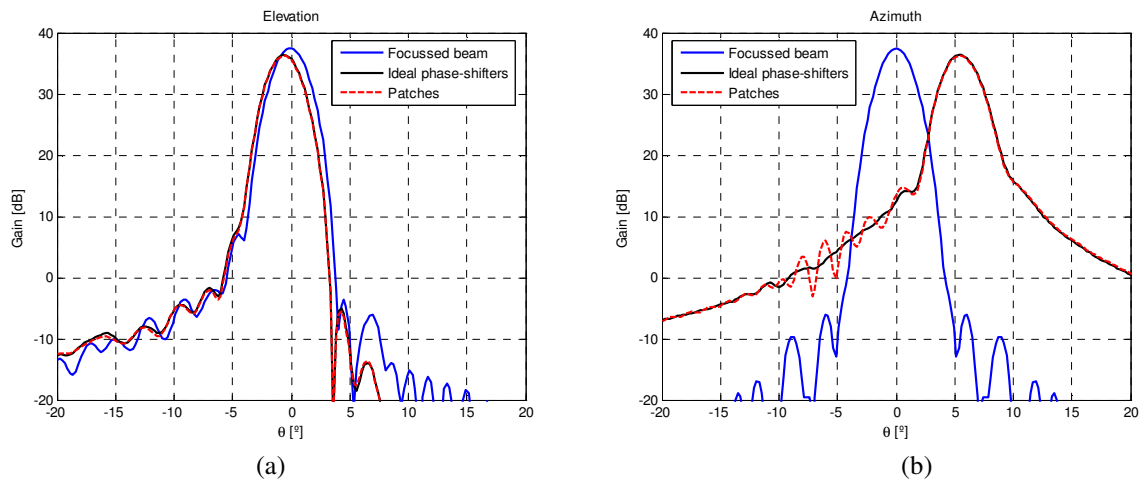 Elevation
40
30
20
10
0
-10
-20
Gain [dB]
Focussed beam
Ideal phase-shifters
Patches
-20 -15 -10 -5 0 5 10 15 20
θ [º]
(a)
Azimuth
40
30
20
10
0
-10
-20
Gain [dB]
Focussed beam
Ideal phase-shifters
Patches
-20 -15 -10 -5 0 5 10 15 20
θ [º]
(b)